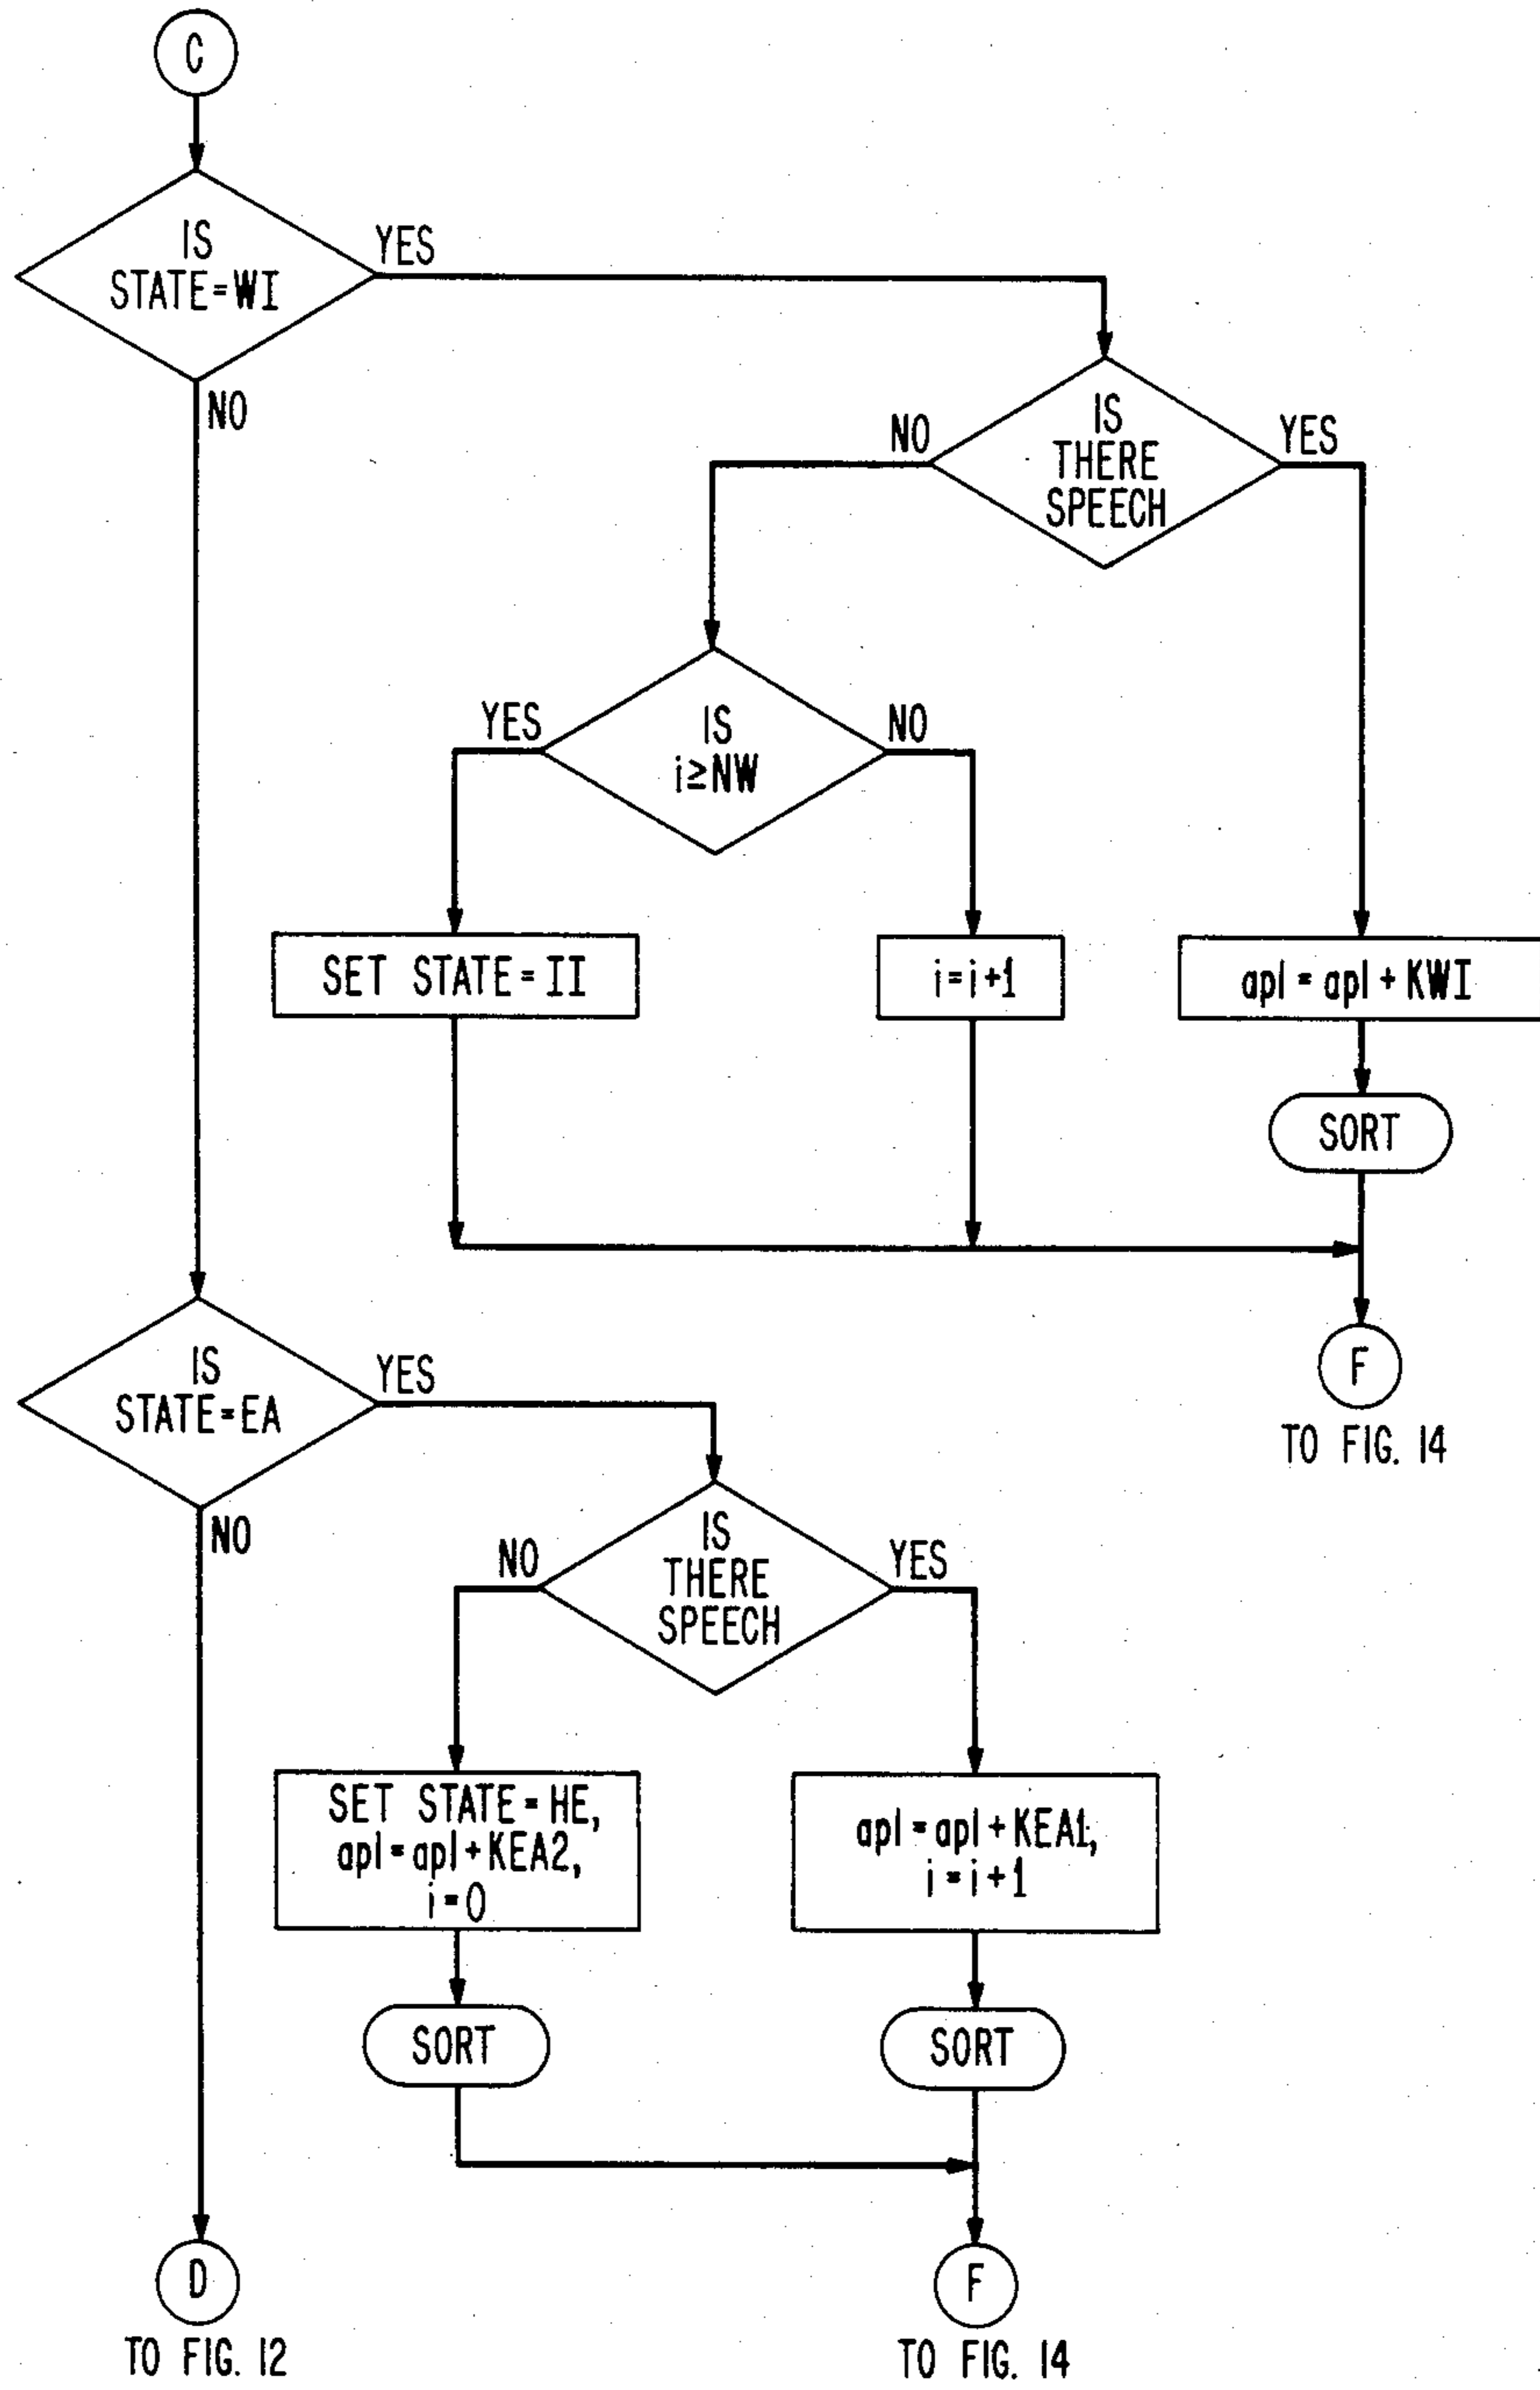 C
IS
STATE=WI
YES
NO
IS
THERE
SPEECH
NO
YES
IS
i≥NW
YES
NO
SET STATE=II
i=i+1
apl=apl+KWI
SORT
F
TO FIG. 14
IS
STATE=EA
YES
NO
IS
THERE
SPEECH
NO
YES
SET STATE=HE,
apl=apl+KEA2,
i=0
apl=apl+KEA1,
i=i+1
SORT
SORT
D
TO FIG. 12
F
TO FIG. 14